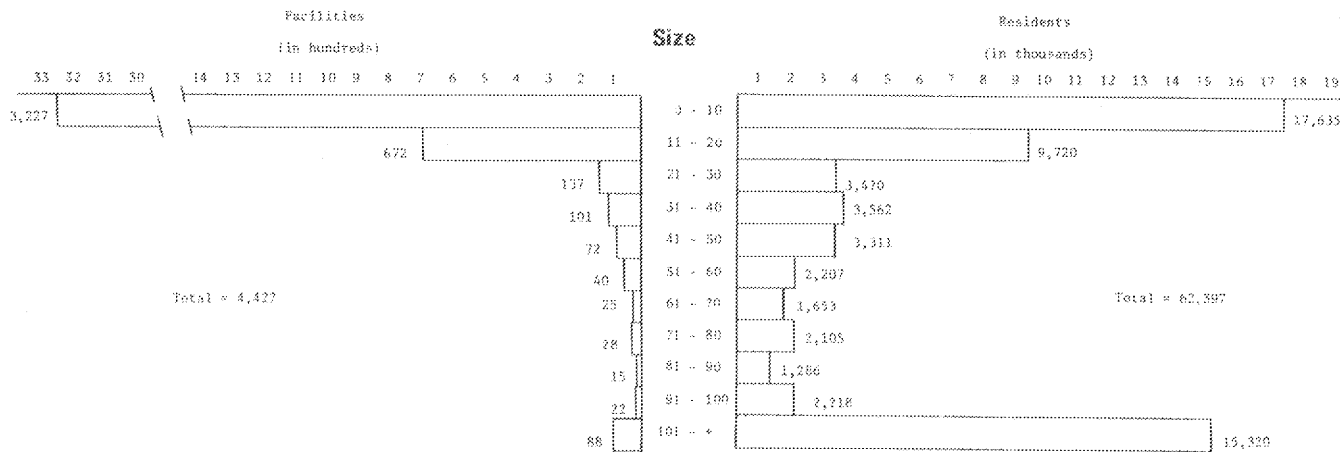 Facilities Residents
(in hundreds) Size (in thousands)
33 32 31 30 14 13 12 11 10 9 8 7 6 5 4 3 2 1 1 2 3 4 5 6 7 8 9 10 11 12 13 14 15 16 17 18 19
3,227 0 - 10 17,635
672 11 - 20 9,720
137 21 - 30
101 31 - 40 3,562
72 41 - 50 3,311
40 51 - 60 2,207
Total = 4,427 25 61 - 70 1,653 Total = 62,397
28 71 - 80 2,105
15 81 - 90 1,286
22 91 - 100 2,218
88 101 - + 15,320